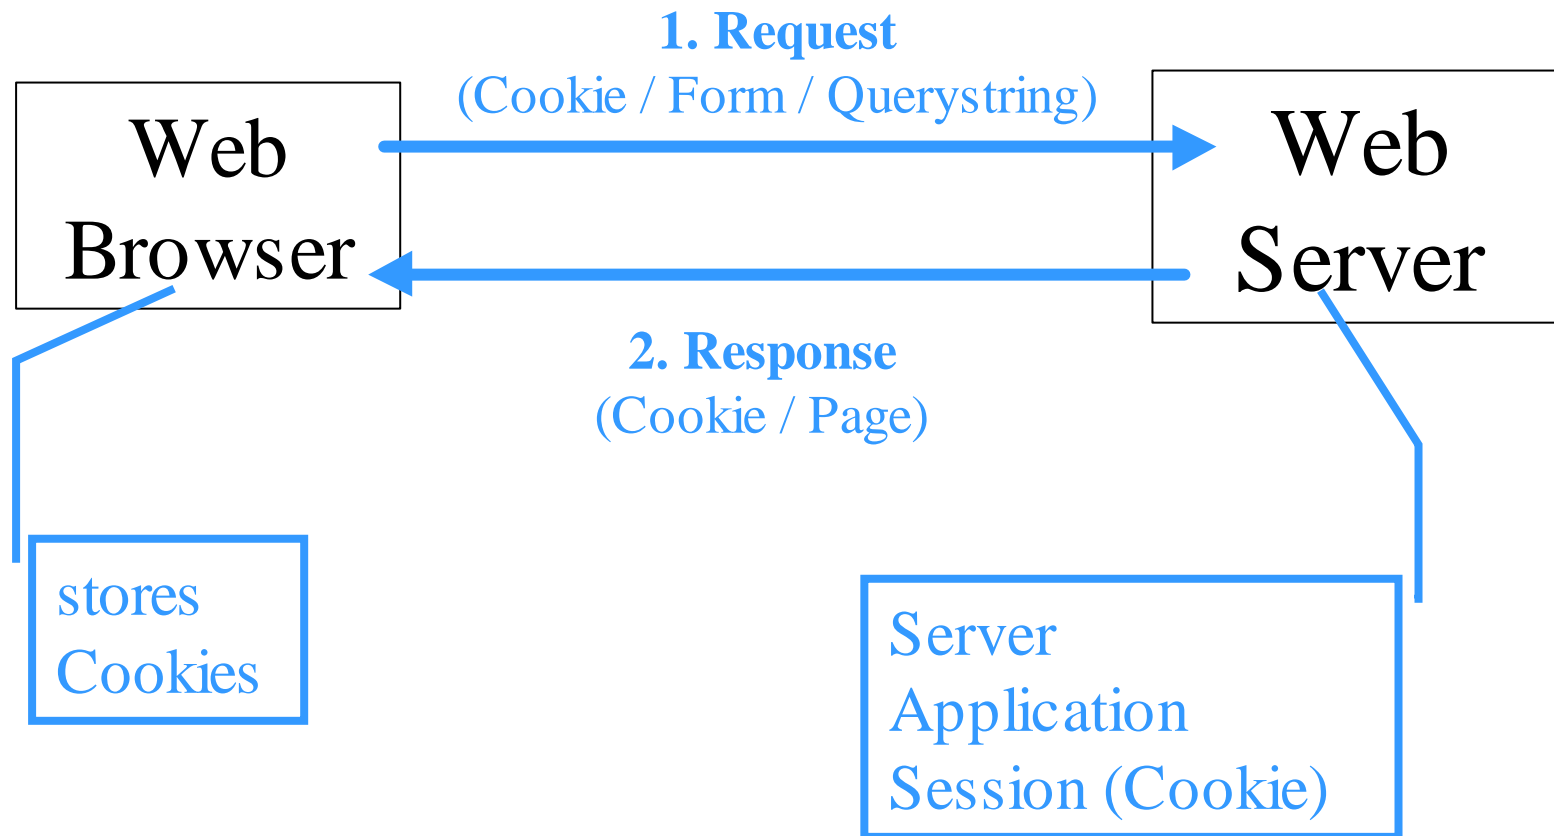 1. Request
(Cookie / Form / Querystring)
Web
Browser
Web
Server
2. Response
(Cookie / Page)
stores
Cookies
Server
Application
Session (Cookie)